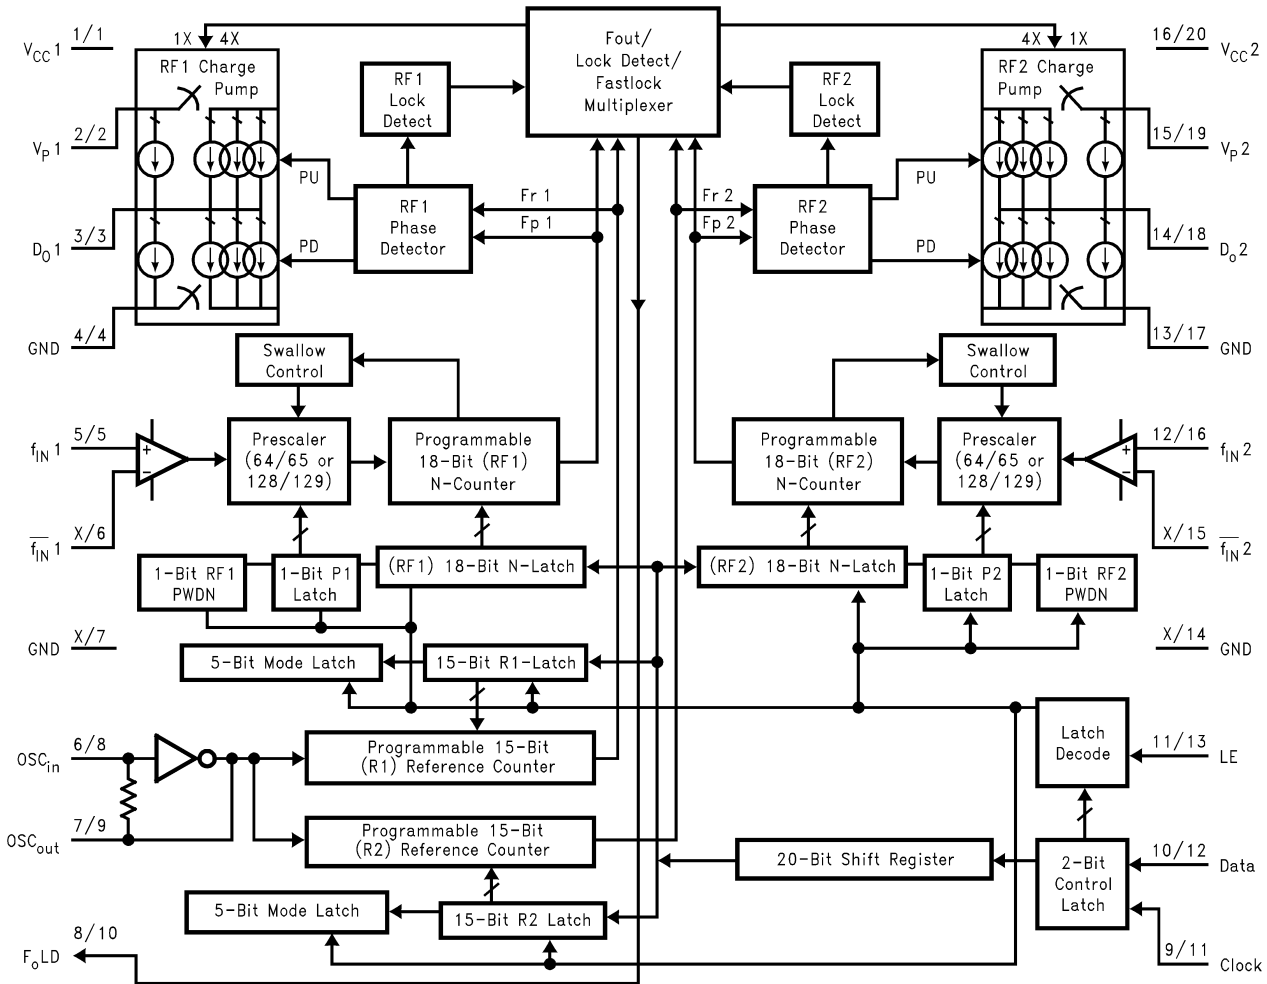 1/1
V_CC 1
1X 4X
RF1 Charge
Pump
2/2
V_P 1
3/3
D_O 1
4/4
GND
PU
PD
RF1
Lock
Detect
RF1
Phase
Detector
Fr 1
Fp 1
Fout/
Lock Detect/
Fastlock
Multiplexer
RF2
Lock
Detect
RF2
Phase
Detector
Fr 2
Fp 2
PU
PD
4X 1X
RF2 Charge
Pump
16/20
V_CC 2
15/19
V_P 2
14/18
D_o 2
13/17
GND
Swallow
Control
5/5
f_IN 1
+
−
X/6
f̅_IN 1
Prescaler
(64/65 or
128/129)
Programmable
18-Bit (RF1)
N-Counter
Swallow
Control
Programmable
18-Bit (RF2)
N-Counter
Prescaler
(64/65 or
128/129)
+
−
12/16
f_IN 2
X/15
f̅_IN 2
1-Bit RF1
PWDN
1-Bit P1
Latch
(RF1) 18-Bit N-Latch
(RF2) 18-Bit N-Latch
1-Bit P2
Latch
1-Bit RF2
PWDN
X/7
GND
X/14
GND
5-Bit Mode Latch
15-Bit R1-Latch
6/8
OSC_in
7/9
OSC_out
Programmable 15-Bit
(R1) Reference Counter
Programmable 15-Bit
(R2) Reference Counter
Latch
Decode
11/13
LE
20-Bit Shift Register
2-Bit
Control
Latch
10/12
Data
9/11
Clock
5-Bit Mode Latch
15-Bit R2 Latch
8/10
F_oLD